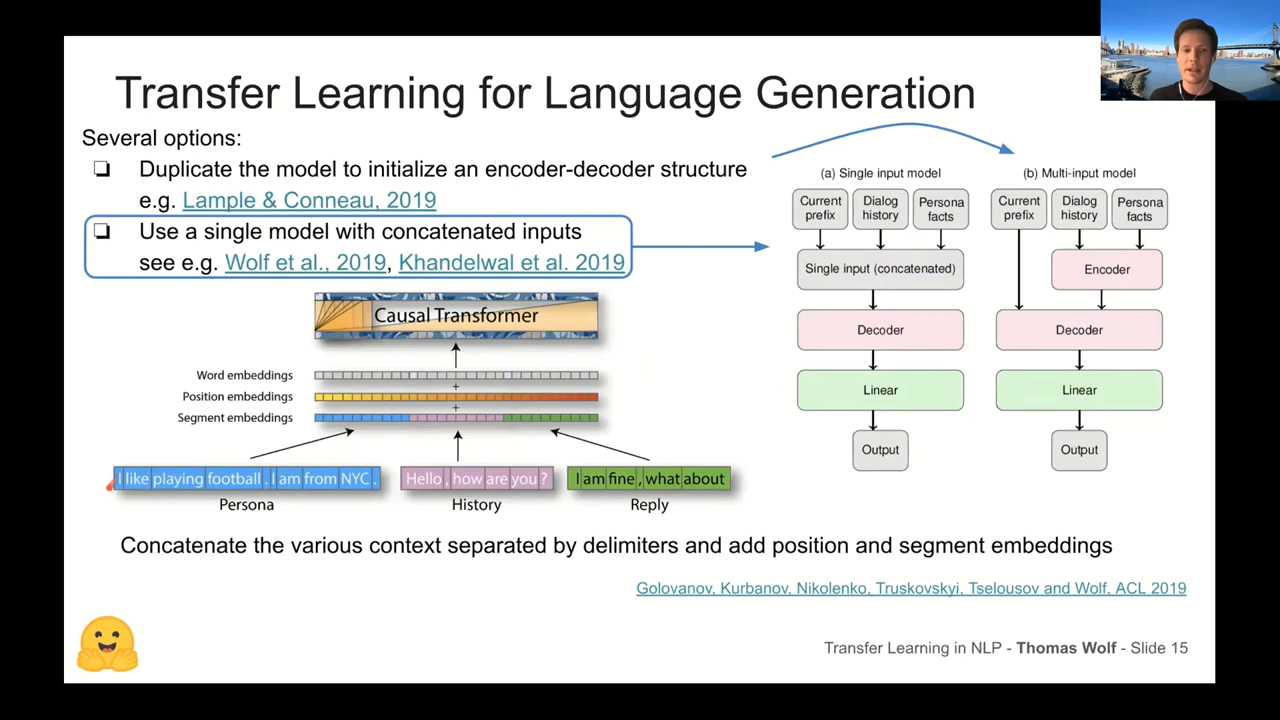 Transfer Learning for Language Generation
Several options:
❏ Duplicate the model to initialize an encoder-decoder structure
e.g. Lample & Conneau, 2019
❏ Use a single model with concatenated inputs
see e.g. Wolf et al., 2019, Khandelwal et al. 2019
Causal Transformer
Word embeddings
+
Position embeddings
+
Segment embeddings
I like playing football . I am from NYC .
Hello , how are you ?
I am fine , what about
Persona
History
Reply
(a) Single input model
Current prefix
Dialog history
Persona facts
Single input (concatenated)
Decoder
Linear
Output
(b) Multi-input model
Current prefix
Dialog history
Persona facts
Encoder
Decoder
Linear
Output
Concatenate the various context separated by delimiters and add position and segment embeddings
Golovanov, Kurbanov, Nikolenko, Truskovskyi, Tselousov and Wolf, ACL 2019
Transfer Learning in NLP - Thomas Wolf - Slide 15